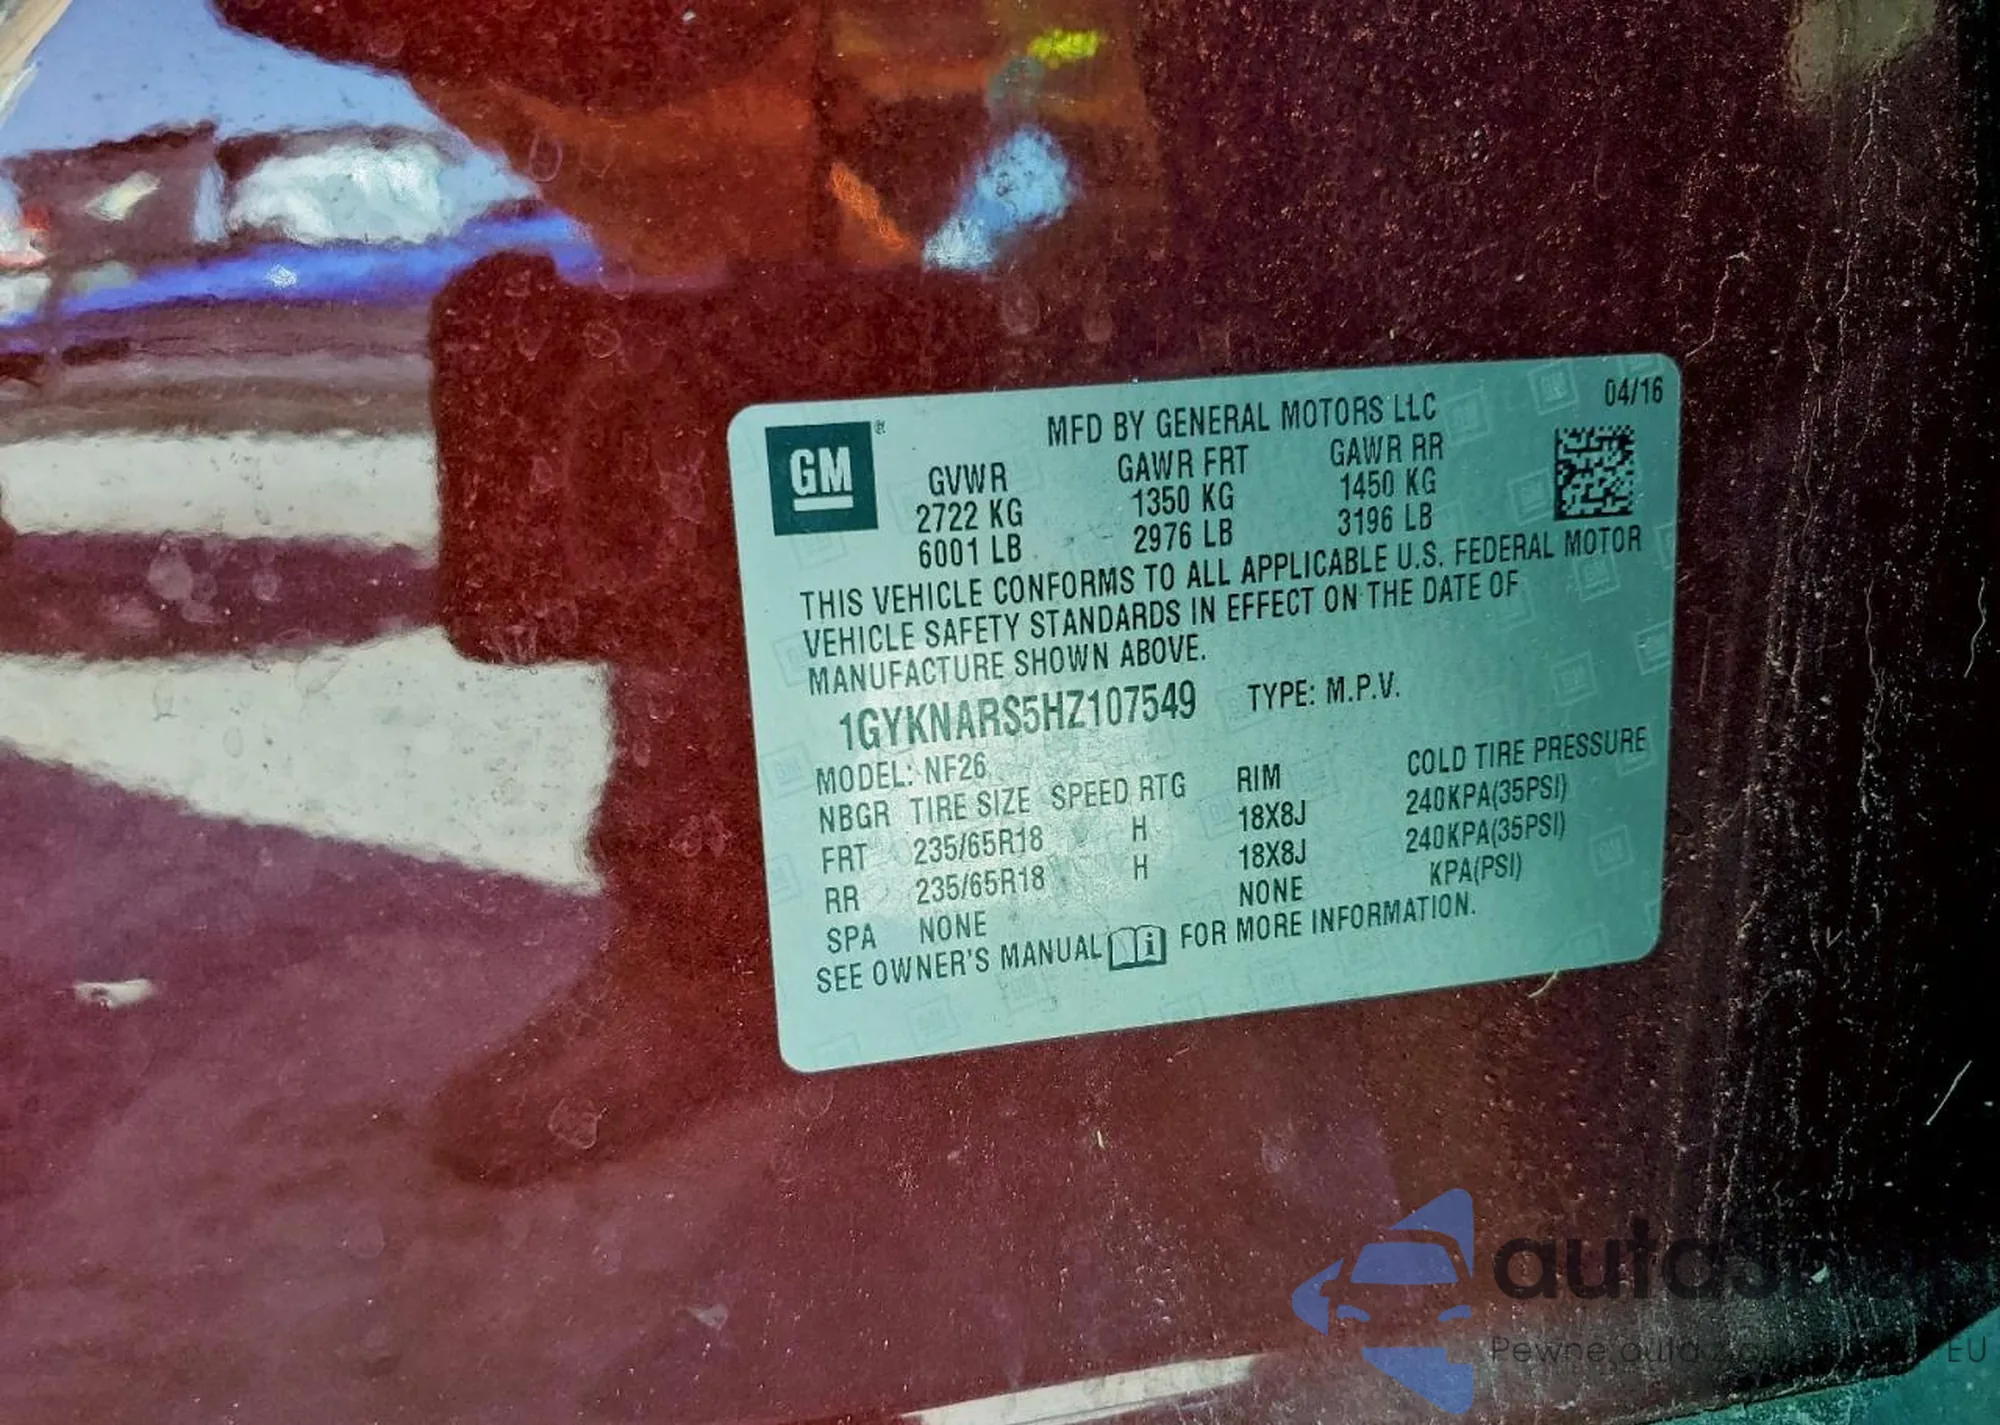 GM
®
MFD BY GENERAL MOTORS LLC
04/16
GVWR GAWR FRT GAWR RR
2722 KG 1350 KG 1450 KG
6001 LB 2976 LB 3196 LB
THIS VEHICLE CONFORMS TO ALL APPLICABLE U.S. FEDERAL MOTOR
VEHICLE SAFETY STANDARDS IN EFFECT ON THE DATE OF
MANUFACTURE SHOWN ABOVE.
1GYKNARS5HZ107549 TYPE: M.P.V.
MODEL: NF26
NBGR TIRE SIZE SPEED RTG RIM COLD TIRE PRESSURE
FRT 235/65R18 H 18X8J 240KPA(35PSI)
RR 235/65R18 H 18X8J 240KPA(35PSI)
SPA NONE NONE KPA(PSI)
SEE OWNER'S MANUAL FOR MORE INFORMATION.
Pewne auta z EU